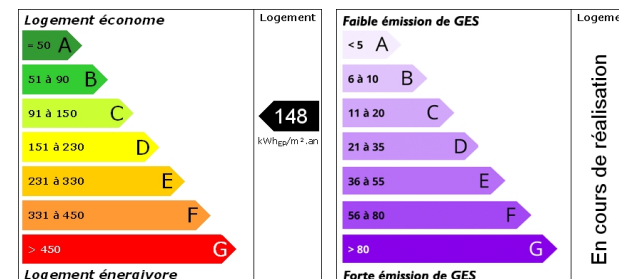 Logement économe
Logement
= 50 A
51 à 90 B
91 à 150 C
151 à 230 D
231 à 330 E
331 à 450 F
> 450 G
148
kWhEP/m².an
Logement énergivore
Faible émission de GES
Logeme
< 5 A
6 à 10 B
11 à 20 C
21 à 35 D
36 à 55 E
56 à 80 F
> 80 G
En cours de réalisation
Forte émission de GES